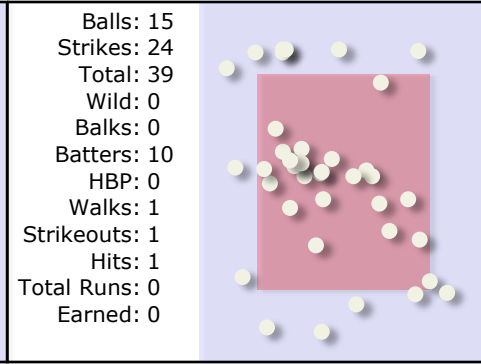 Balls: 15
Strikes: 24
Total: 39
Wild: 0
Balks: 0
Batters: 10
HBP: 0
Walks: 1
Strikeouts: 1
Hits: 1
Total Runs: 0
Earned: 0